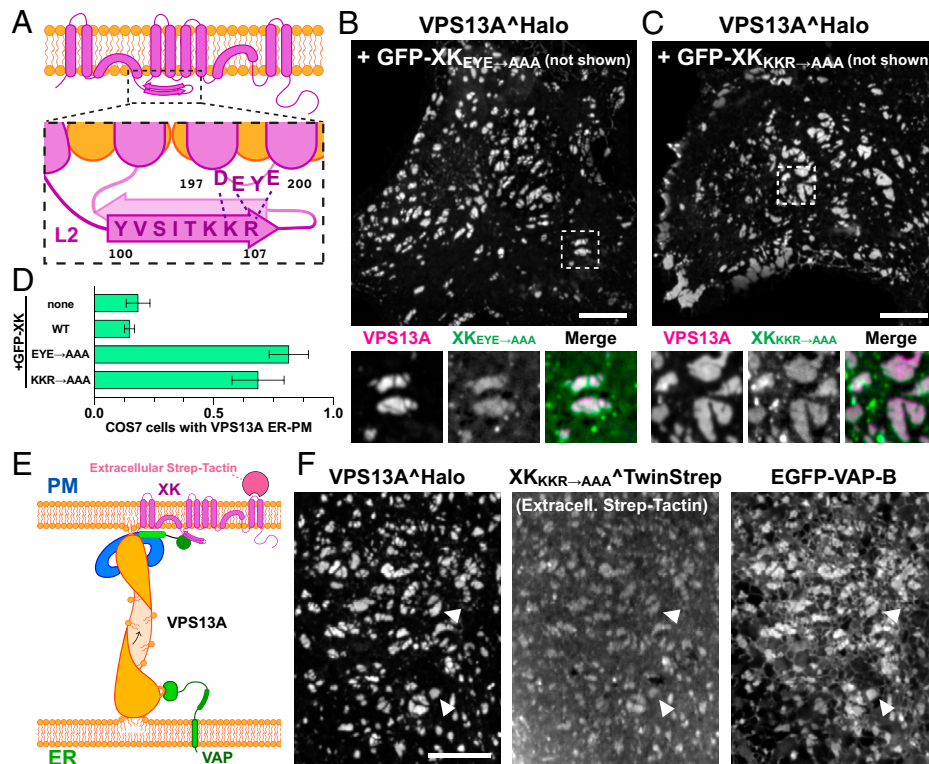 A
D E Y E
197 200
Y V S I T K K R
L2
100 107
B
VPS13A^Halo
+ GFP-XKEYE→AAA (not shown)
VPS13A XKEYE→AAA Merge
C
VPS13A^Halo
+ GFP-XKKKR→AAA (not shown)
VPS13A XKKKR→AAA Merge
D
+GFP-XK
none
WT
EYE→AAA
KKR→AAA
0.0 0.5 1.0
COS7 cells with VPS13A ER-PM
E
Extracellular Strep-Tactin
PM XK
VPS13A
ER VAP
F
VPS13A^Halo
XKKKR→AAA^TwinStrep
(Extracell. Strep-Tactin)
EGFP-VAP-B